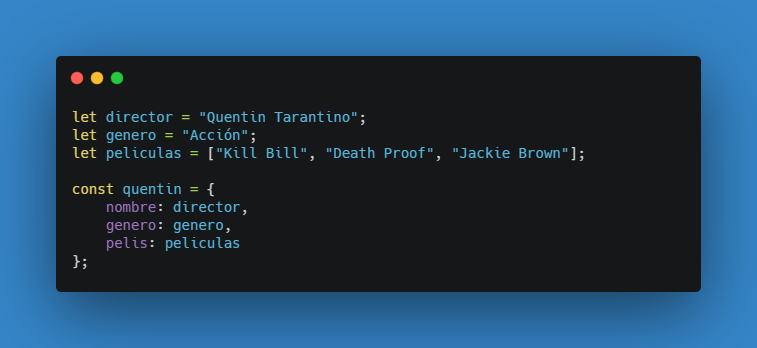 let director = "Quentin Tarantino";
let genero = "Acción";
let peliculas = ["Kill Bill", "Death Proof", "Jackie Brown"];

const quentin = {
    nombre: director,
    genero: genero,
    pelis: peliculas
};